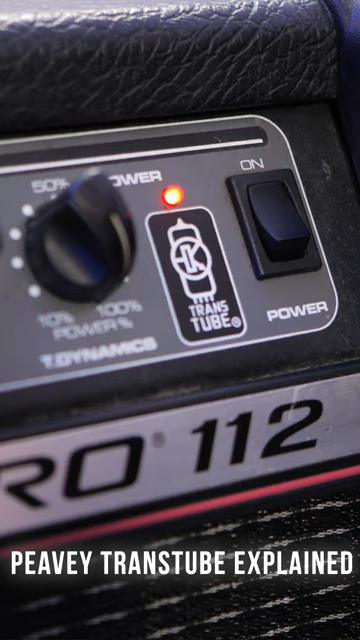 ON
50% POWER
TRANS
TUBE®
10% 100%
POWER %
T.DYNAMICS
POWER
RO® 112
PEAVEY TRANSTUBE EXPLAINED